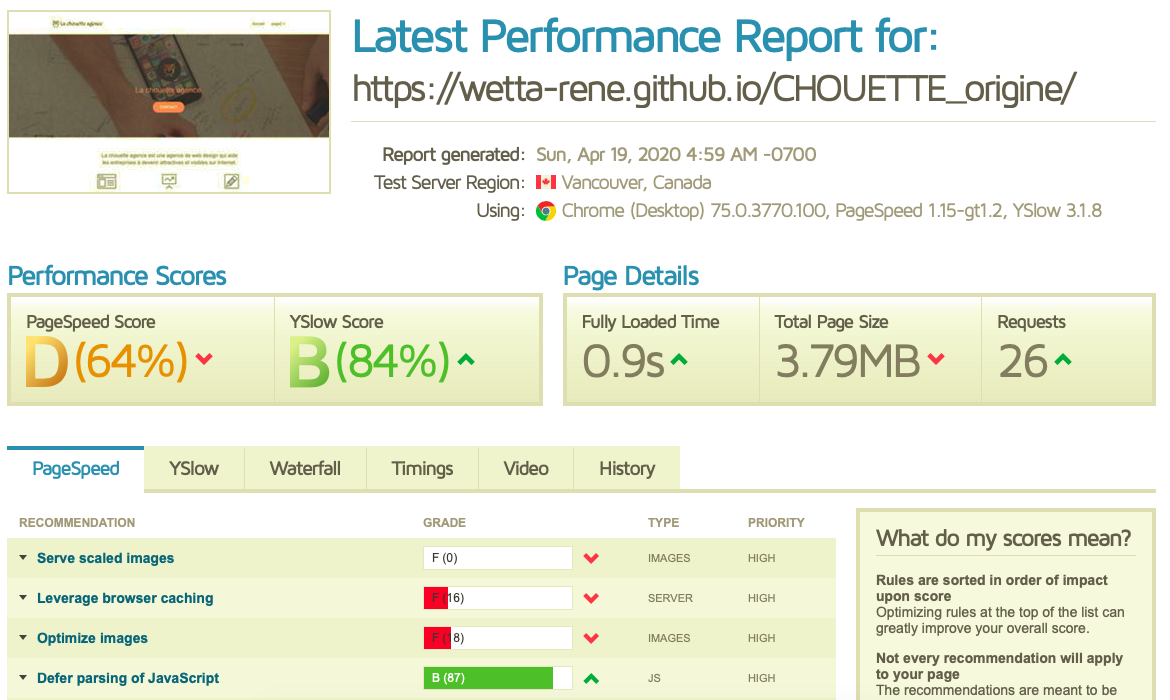 La chouette agence
Accueil page2
La chouette agence
CONTACT
La chouette agence est une agence de web design qui aide
les entreprises à devenir attractives et visibles sur Internet
Latest Performance Report for:
https://wetta-rene.github.io/CHOUETTE_origine/
Report generated: Sun, Apr 19, 2020 4:59 AM -0700
Test Server Region: Vancouver, Canada
Using: Chrome (Desktop) 75.0.3770.100, PageSpeed 1.15-gt1.2, YSlow 3.1.8
Performance Scores
PageSpeed Score
D (64%)
YSlow Score
B (84%)
Page Details
Fully Loaded Time
0.9s
Total Page Size
3.79MB
Requests
26
PageSpeed YSlow Waterfall Timings Video History
RECOMMENDATION GRADE TYPE PRIORITY
Serve scaled images F (0) IMAGES HIGH
Leverage browser caching F (16) SERVER HIGH
Optimize images F (18) IMAGES HIGH
Defer parsing of JavaScript B (87) JS HIGH
What do my scores mean?
Rules are sorted in order of impact
upon score
Optimizing rules at the top of the list can
greatly improve your overall score.
Not every recommendation will apply
to your page
The recommendations are meant to be